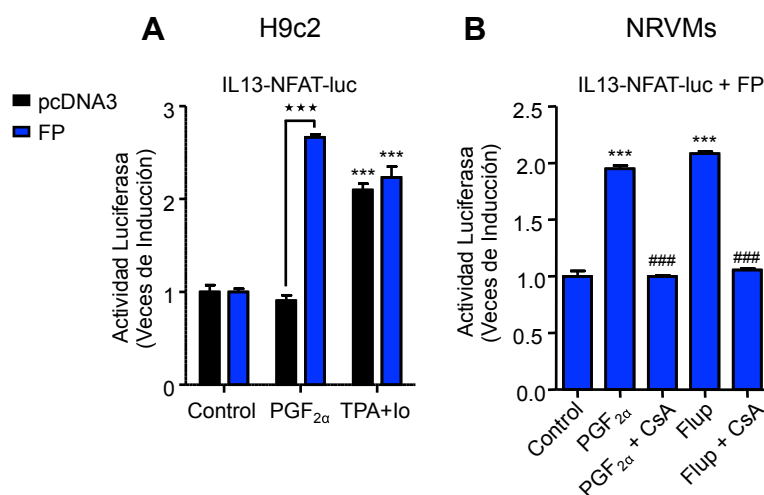 A
H9c2
B
NRVMs
pcDNA3
FP
IL13-NFAT-luc
IL13-NFAT-luc + FP
Actividad Luciferasa
(Veces de Inducción)
3
2
1
0
★★★
***
***
Control
PGF2α
TPA+Io
Actividad Luciferasa
(Veces de Inducción)
2.5
2.0
1.5
1.0
0.5
0.0
***
###
***
###
Control
PGF2α
PGF2α + CsA
Flup
Flup + CsA